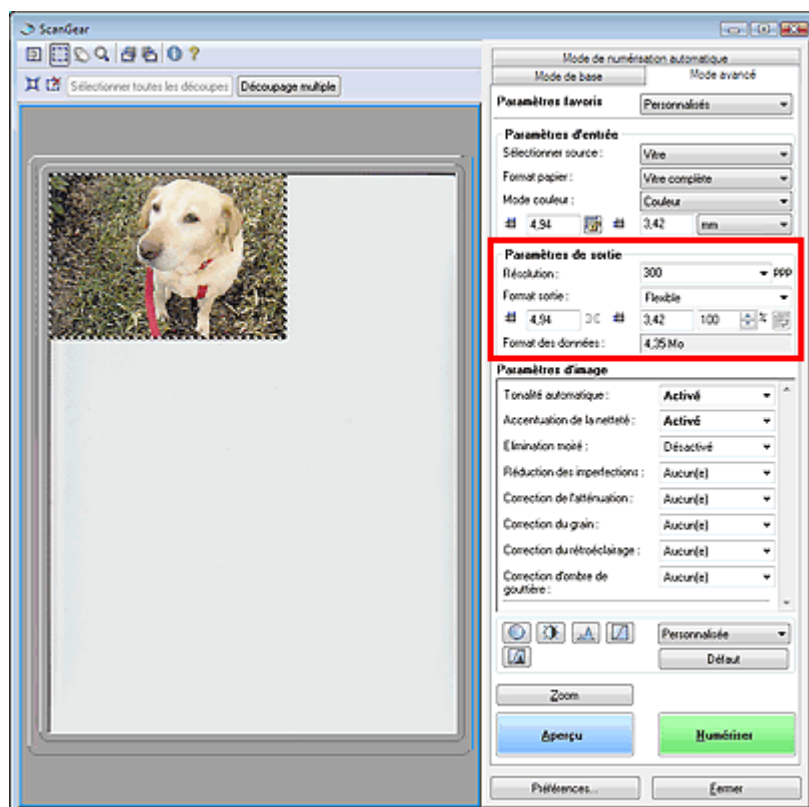 ScanGear
Sélectionner toutes les découpes Découpage multiple
Mode de numérisation automatique
Mode de base Mode avancé
Paramètres favoris Personnalisés
Paramètres d'entrée
Sélectionner source : Vitre
Format papier : Vitre complète
Mode couleur : Couleur
4,94 3,42 mm
Paramètres de sortie
Résolution : 300 PPP
Format sortie : Flexible
4,94 3,42 100 %
Format des données : 4,35 Mo
Paramètres d'image
Tonalité automatique : Activé
Accentuation de la netteté : Activé
Elimination moiré : Désactivé
Réduction des imperfections : Aucun(e)
Correction de l'atténuation : Aucun(e)
Correction du grain : Aucun(e)
Correction du rétroéclairage : Aucun(e)
Correction d'ombre de Aucun(e)
gouttière :
Personnalisée
Défaut
Zoom
Aperçu Numériser
Préférences... Fermer